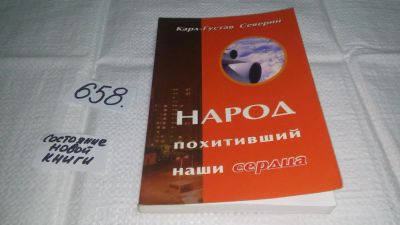 658.
состояние
новой
книги
Карл-Густав Северин
НАРОД
похитивший
наши сердца